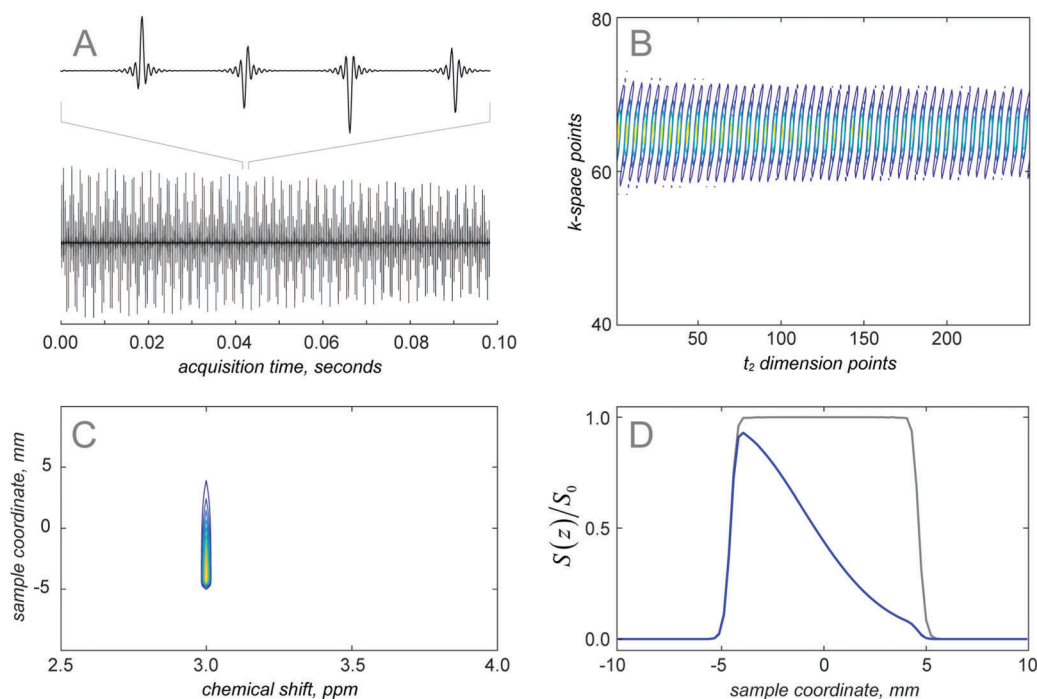 A
0.00 0.02 0.04 0.06 0.08 0.10
acquisition time, seconds
B
80
60
40
k-space points
50 100 150 200
t₂ dimension points
C
5
0
-5
sample coordinate, mm
2.5 3.0 3.5 4.0
chemical shift, ppm
D
1.0
0.5
0.0
S(z)/S₀
-10 -5 0 5 10
sample coordinate, mm